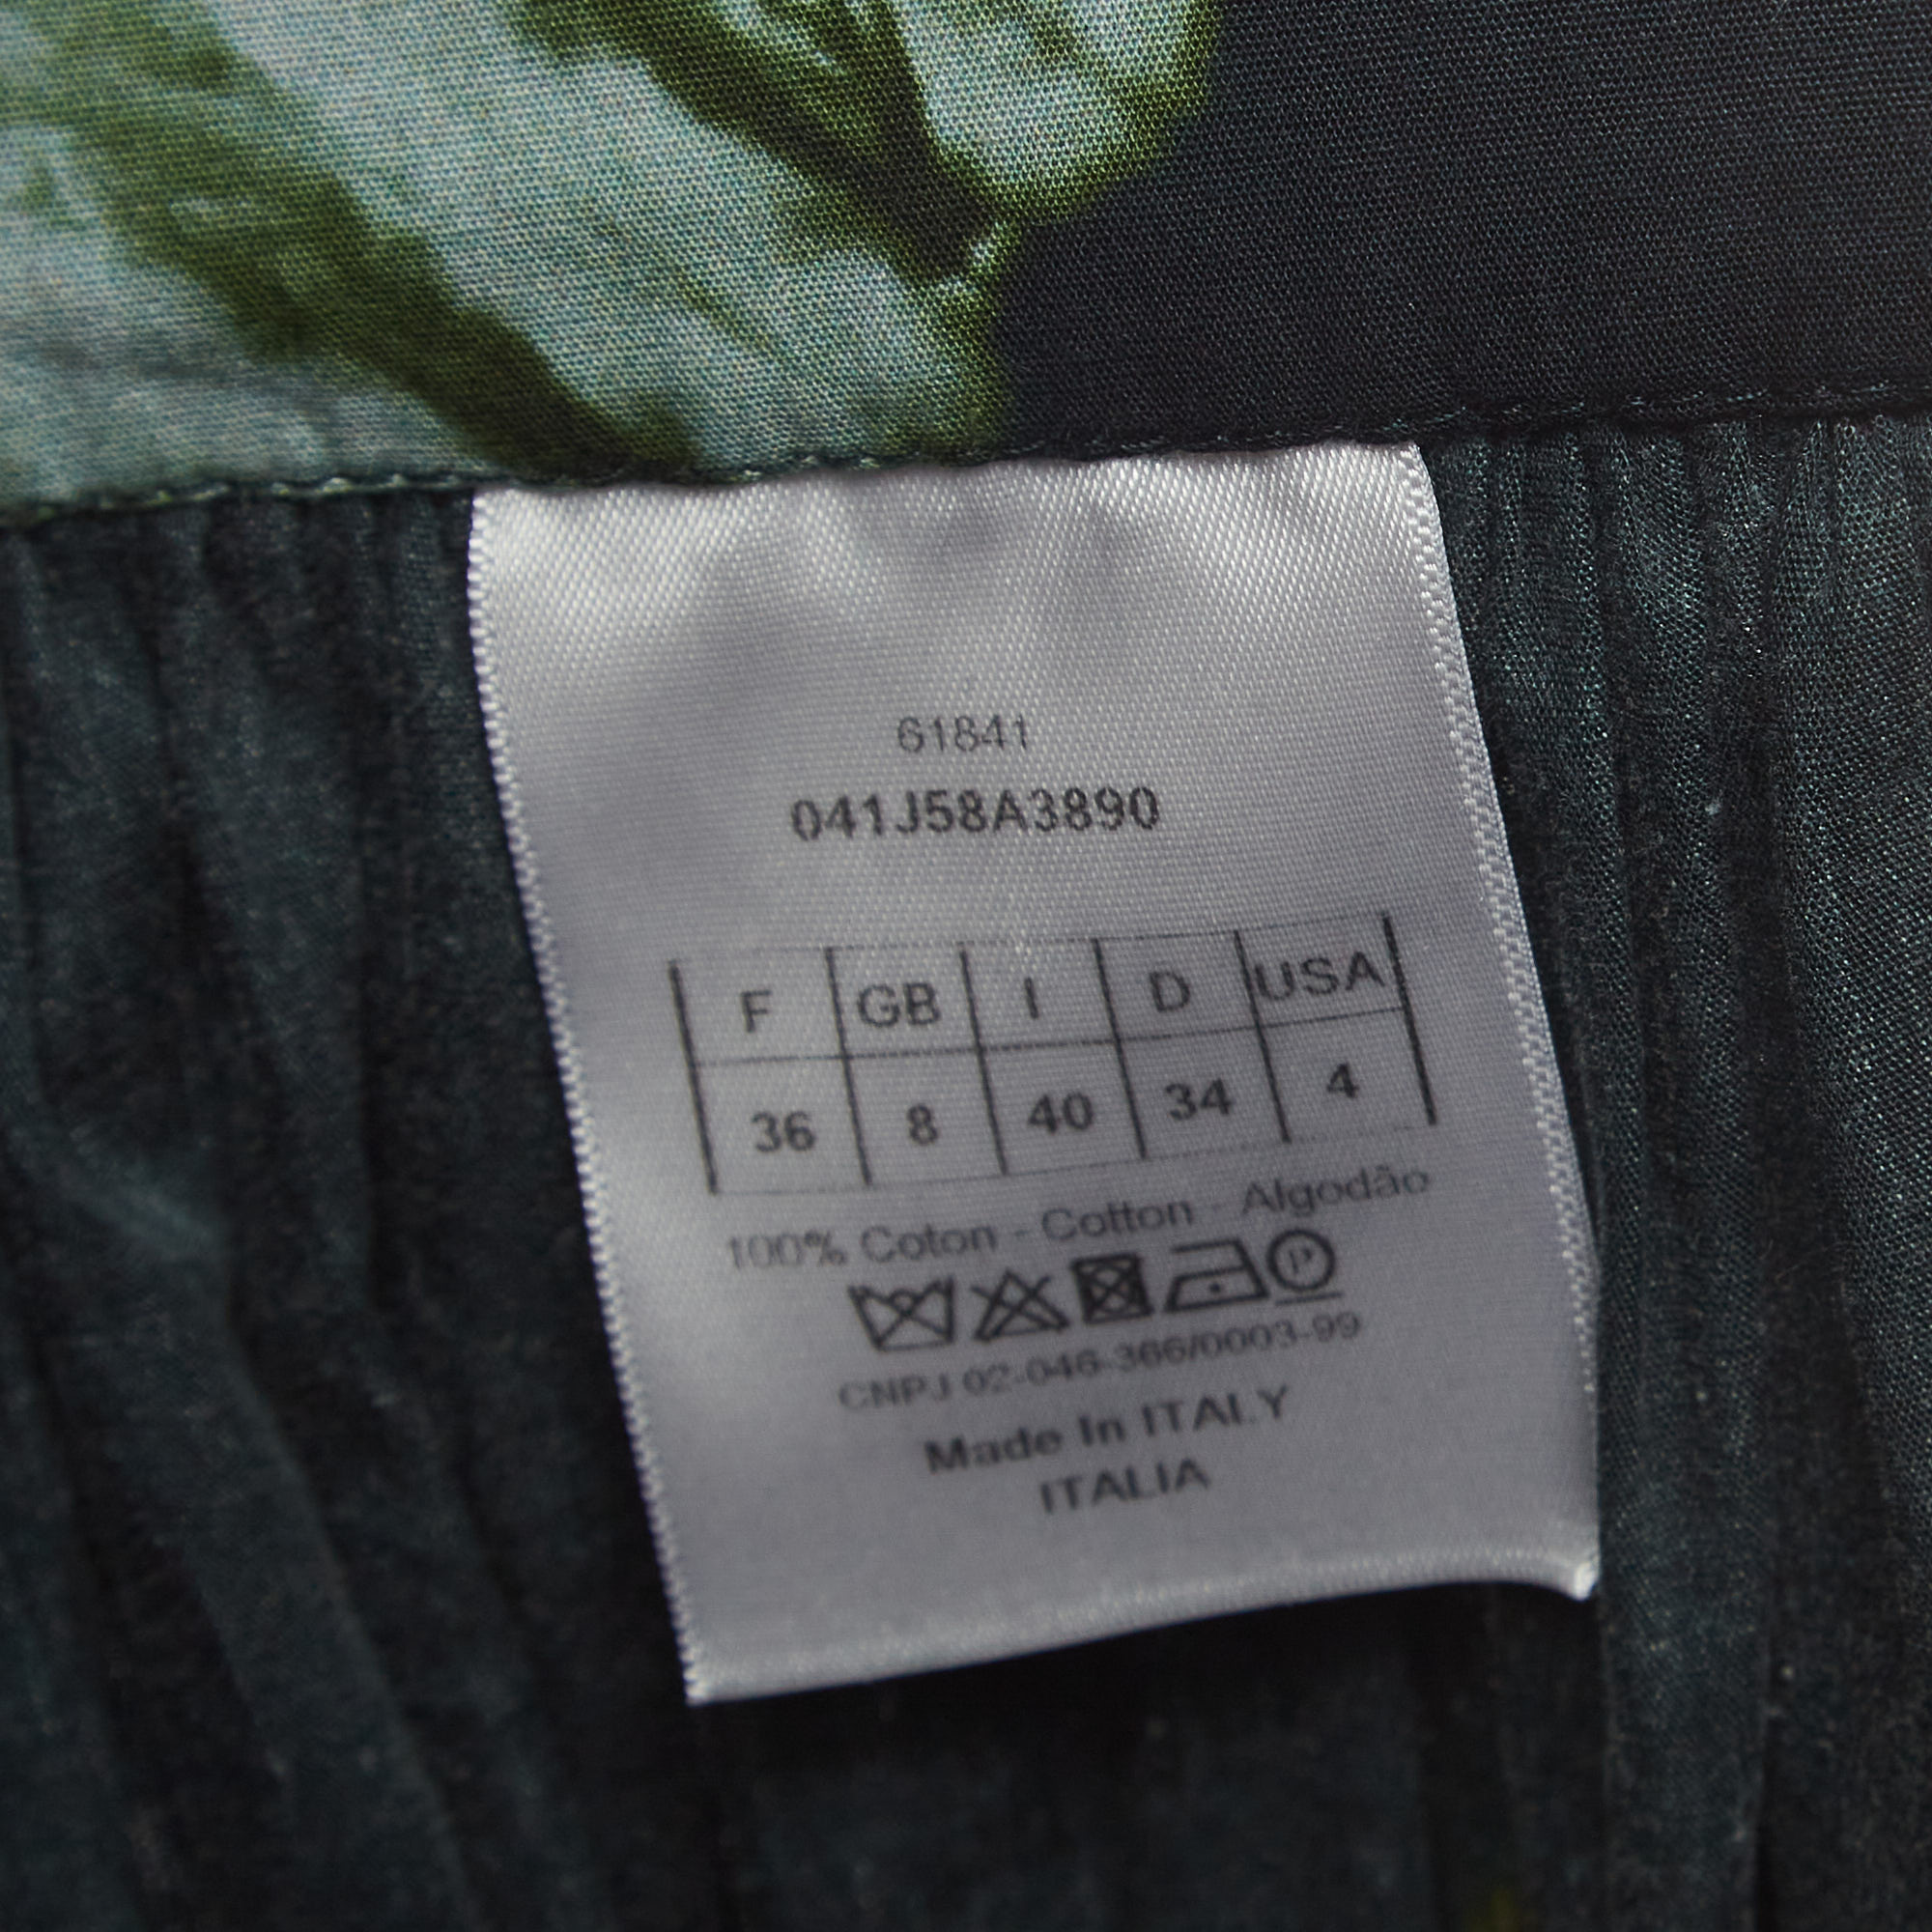 61841
041J58A3890
F GB I D USA
36 8 40 34 4
100% Coton - Cotton - Algodão
P
CNPJ 02-046-366/0003-99
Made In ITALY
ITALIA